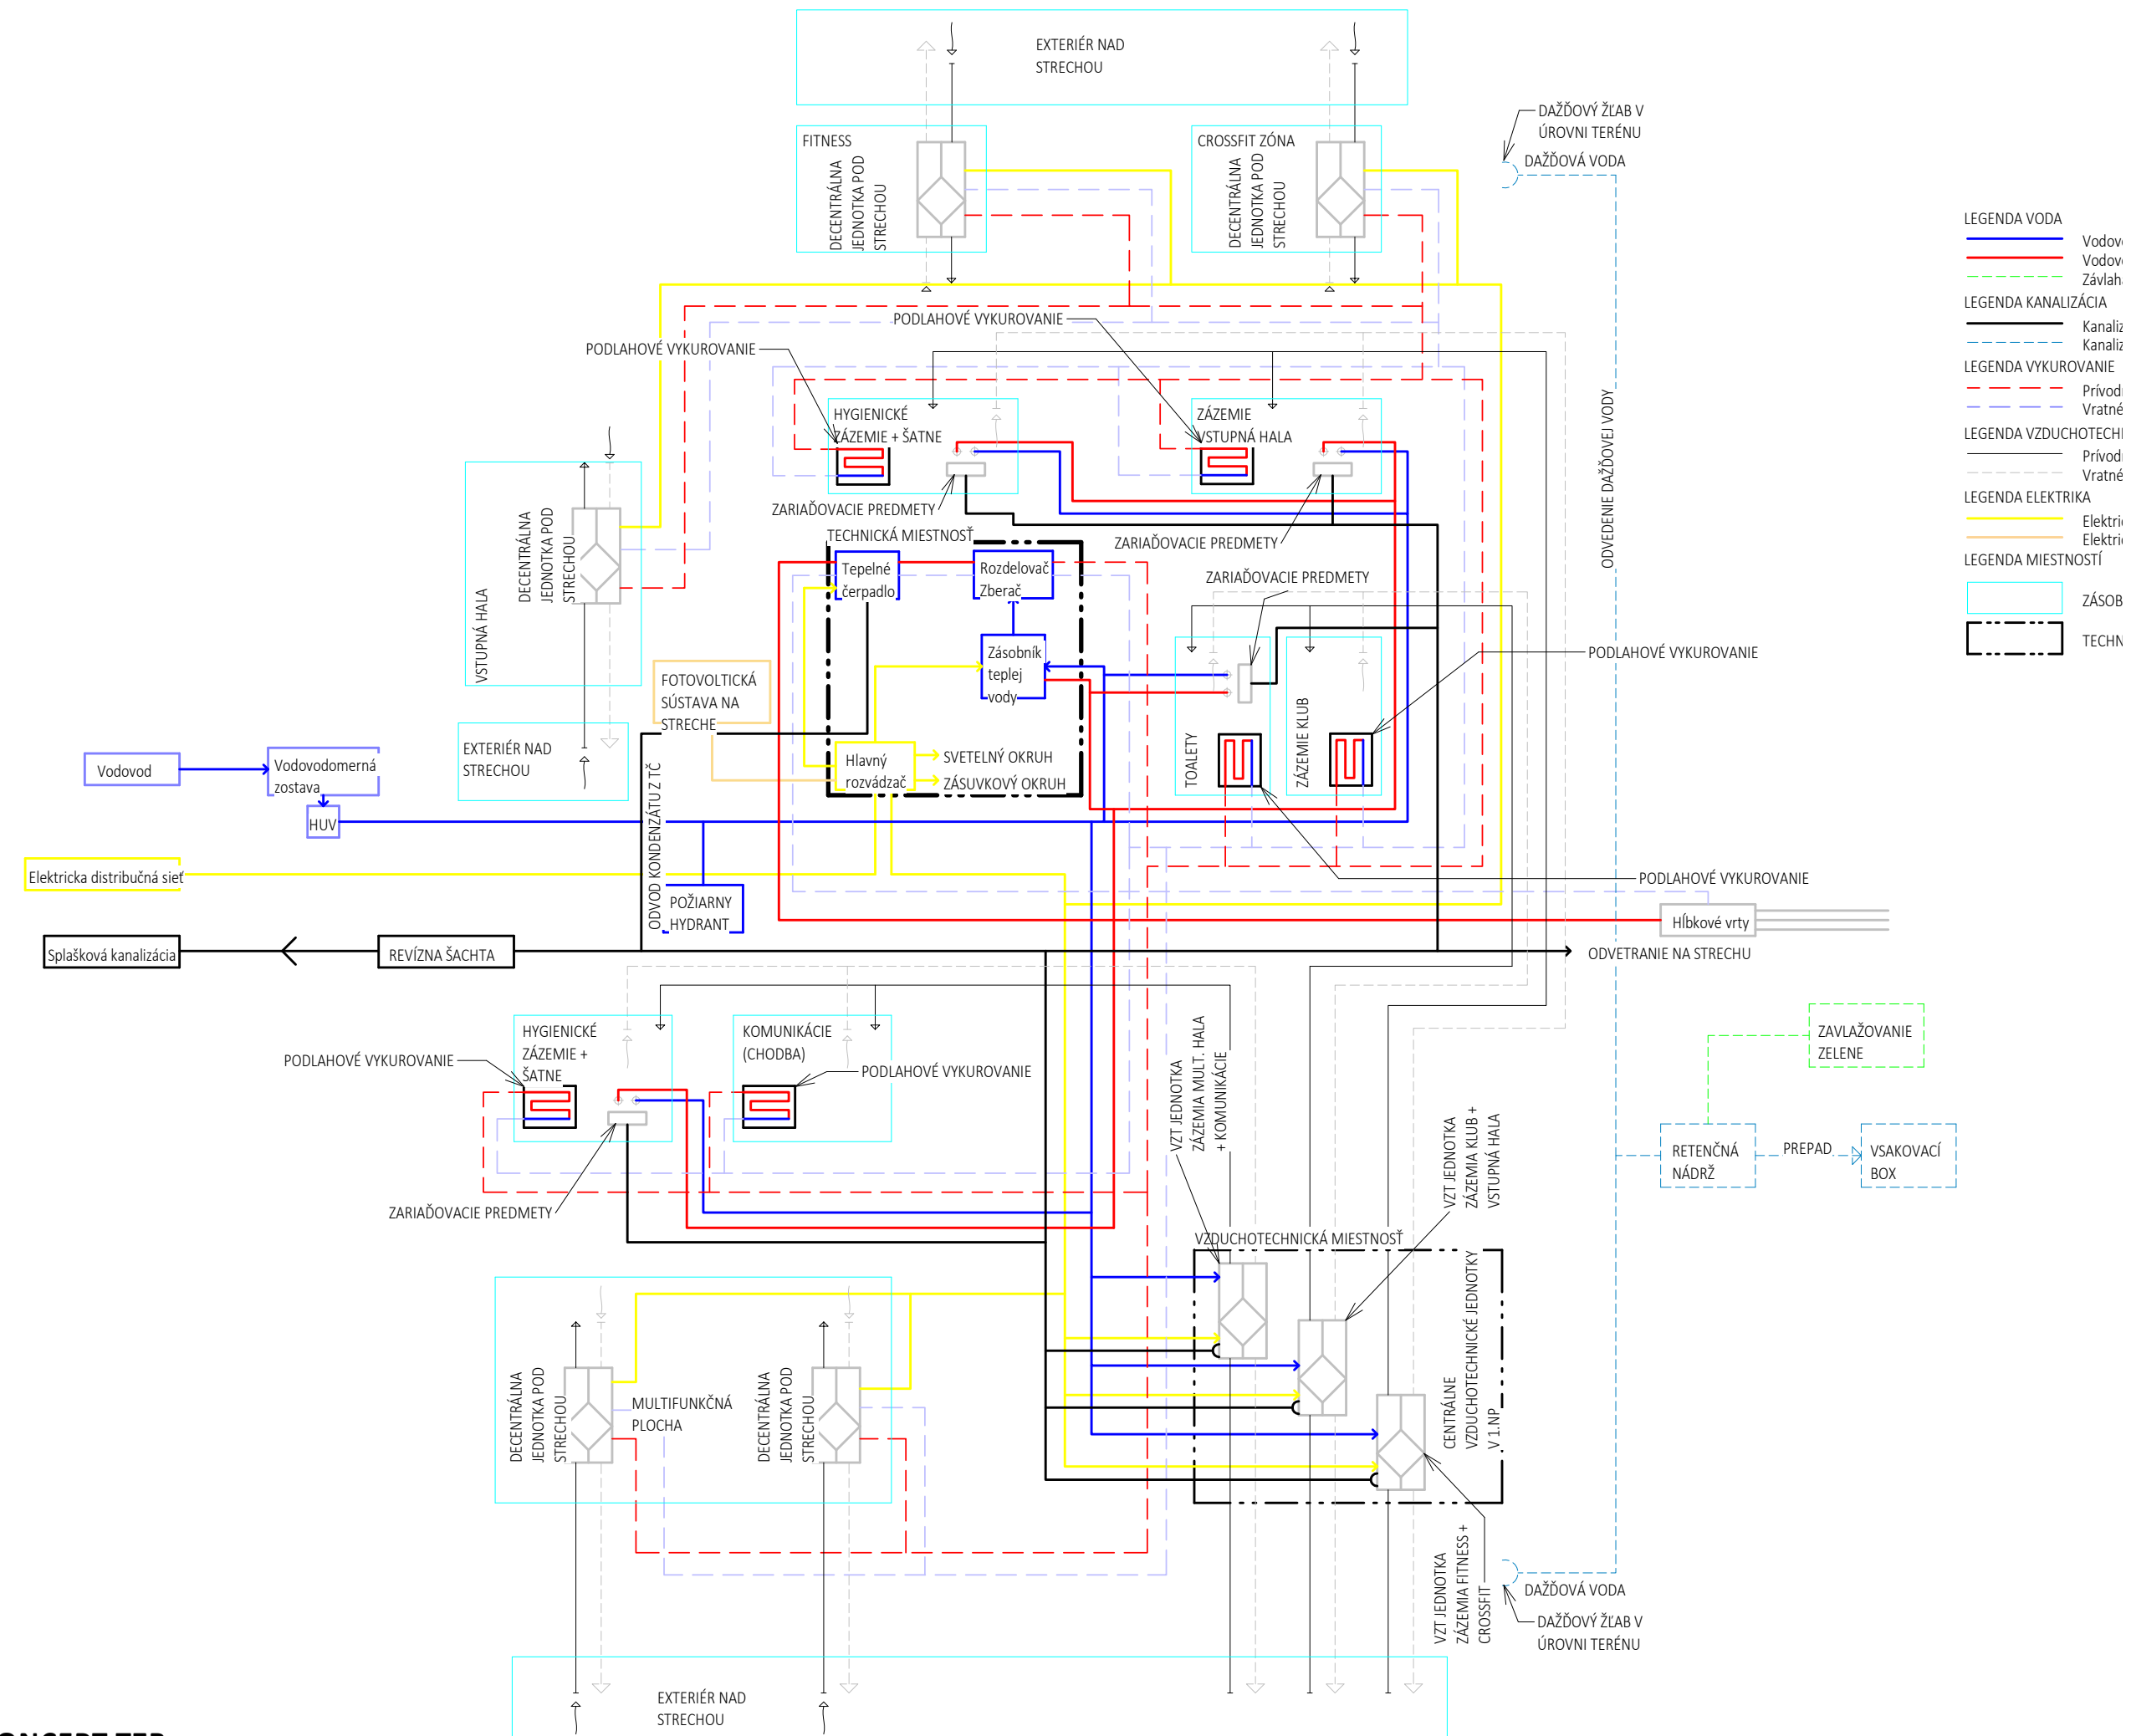 EXTERIÉR NAD
STRECHOU
FITNESS
DECENTRÁLNA
JEDNOTKA POD
STRECHOU
CROSSFIT ZÓNA
DECENTRÁLNA
JEDNOTKA POD
STRECHOU
DAŽĎOVÝ ŽĽAB V
ÚROVNI TERÉNU
DAŽĎOVÁ VODA
LEGENDA VODA
LEGENDA KANALIZÁCIA
LEGENDA VYKUROVANIE
Vratné
Vratné
LEGENDA ELEKTRIKA
LEGENDA MIESTNOSTÍ
PODLAHOVÉ VYKUROVANIE
PODLAHOVÉ VYKUROVANIE
HYGIENICKÉ
ZÁZEMIE + ŠATNE
ZÁZEMIE
VSTUPNÁ HALA
ZARIAĎOVACIE PREDMETY
ZARIAĎOVACIE PREDMETY
ODVEDENIE DAŽĎOVEJ VODY
VSTUPNÁ HALA
DECENTRÁLNA
JEDNOTKA POD
STRECHOU
EXTERIÉR NAD
STRECHOU
TECHNICKÁ MIESTNOSŤ
Tepelné
čerpadlo
Rozdelovač
Zberač
Zásobník
teplej
vody
Hlavný
rozvádzač
SVETELNÝ OKRUH
ZÁSUVKOVÝ OKRUH
FOTOVOLTICKÁ
SÚSTAVA NA
STRECHE
ZARIAĎOVACIE PREDMETY
TOALETY
ZÁZEMIE KLUB
PODLAHOVÉ VYKUROVANIE
PODLAHOVÉ VYKUROVANIE
Vodovod
Vodovodomerná
zostava
HUV
ODVOD KONDENZÁTU Z TČ
POŽIARNY
HYDRANT
Elektricka distribučná sieť
Splašková kanalizácia
REVÍZNA ŠACHTA
Hĺbkové vrty
ODVETRANIE NA STRECHU
HYGIENICKÉ
ZÁZEMIE +
ŠATNE
KOMUNIKÁCIE
(CHODBA)
PODLAHOVÉ VYKUROVANIE
PODLAHOVÉ VYKUROVANIE
ZARIAĎOVACIE PREDMETY
VZT JEDNOTKA
ZÁZEMIA MULT. HALA
+ KOMUNIKÁCIE
VZT JEDNOTKA
ZÁZEMIA KLUB +
VSTUPNÁ HALA
ZAVLAŽOVANIE
ZELENE
RETENČNÁ
NÁDRŽ
PREPAD
VSAKOVACÍ
BOX
VZDUCHOTECHNICKÁ MIESTNOSŤ
CENTRÁLNE
VZDUCHOTECHNICKÉ JEDNOTKY
V 1.NP
DECENTRÁLNA
JEDNOTKA POD
STRECHOU
MULTIFUNKČNÁ
PLOCHA
DECENTRÁLNA
JEDNOTKA POD
STRECHOU
VZT JEDNOTKA
ZÁZEMIA FITNESS +
CROSSFIT
DAŽĎOVÁ VODA
DAŽĎOVÝ ŽĽAB V
ÚROVNI TERÉNU
EXTERIÉR NAD
STRECHOU